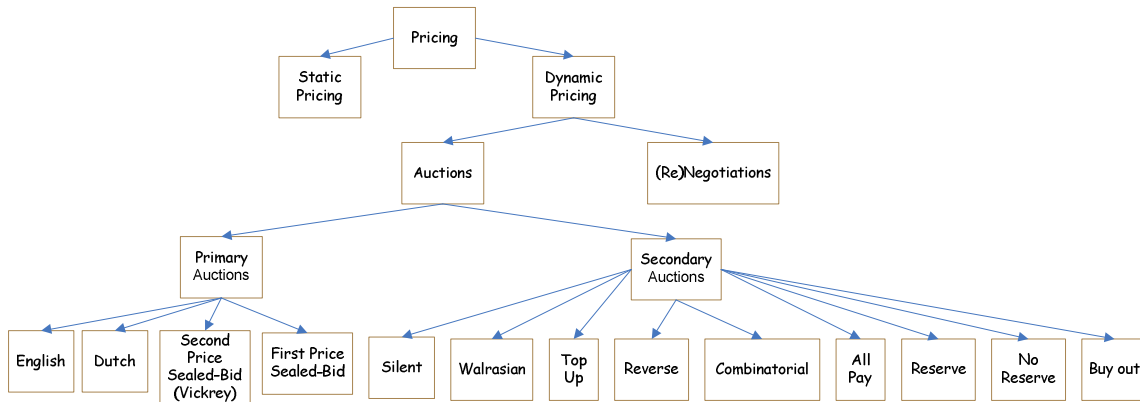 Pricing
Static
Pricing
Dynamic
Pricing
Auctions
(Re)Negotiations
Primary
Auctions
Secondary
Auctions
English
Dutch
Second
Price
Sealed-Bid
(Vickrey)
First Price
Sealed-Bid
Silent
Walrasian
Top
Up
Reverse
Combinatorial
All
Pay
Reserve
No
Reserve
Buy out